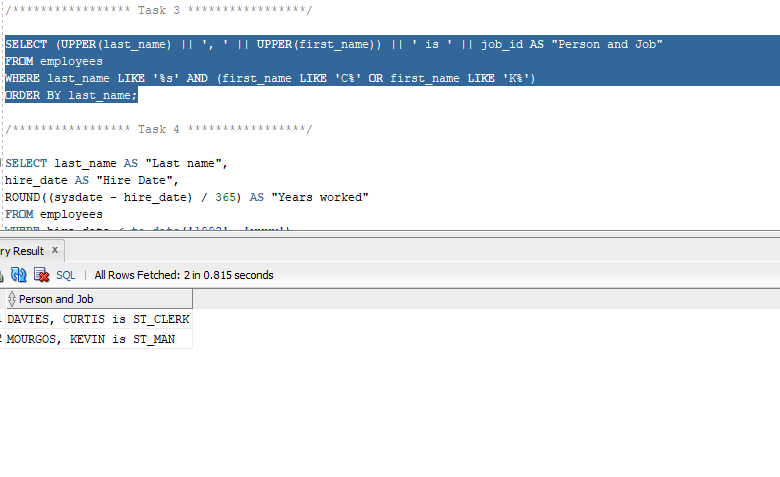 /***************** Task 3 *****************/
SELECT (UPPER(last_name) || ', ' || UPPER(first_name)) || ' is ' || job_id AS "Person and Job"
FROM employees
WHERE last_name LIKE '%s' AND (first_name LIKE 'C%' OR first_name LIKE 'K%')
ORDER BY last_name;
/***************** Task 4 *****************/
SELECT last_name AS "Last name",
hire_date AS "Hire Date",
ROUND((sysdate - hire_date) / 365) AS "Years worked"
FROM employees
ry Result x
SQL | All Rows Fetched: 2 in 0.815 seconds
Person and Job
DAVIES, CURTIS is ST_CLERK
2 MOURGOS, KEVIN is ST_MAN